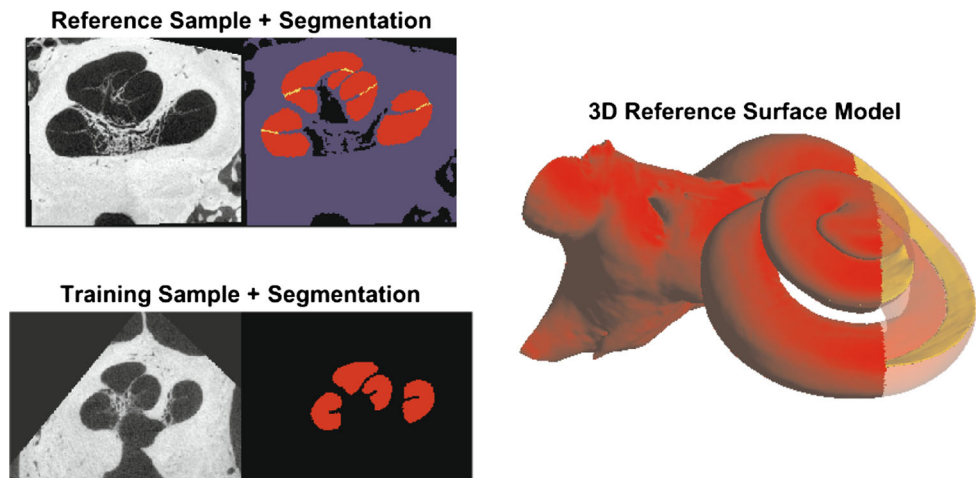 Reference Sample + Segmentation
3D Reference Surface Model
Training Sample + Segmentation